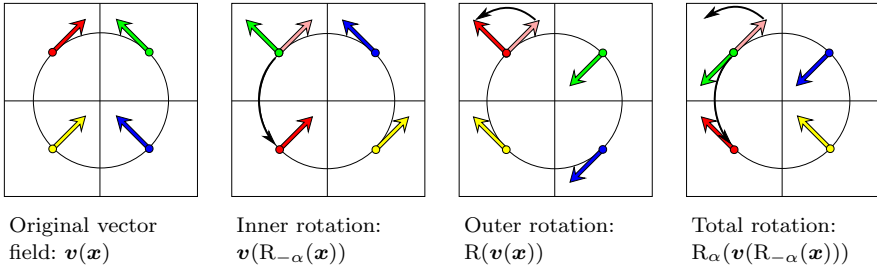 Original vector
field: v(x)
Inner rotation:
v(R₋α(x))
Outer rotation:
R(v(x))
Total rotation:
Rα(v(R₋α(x)))